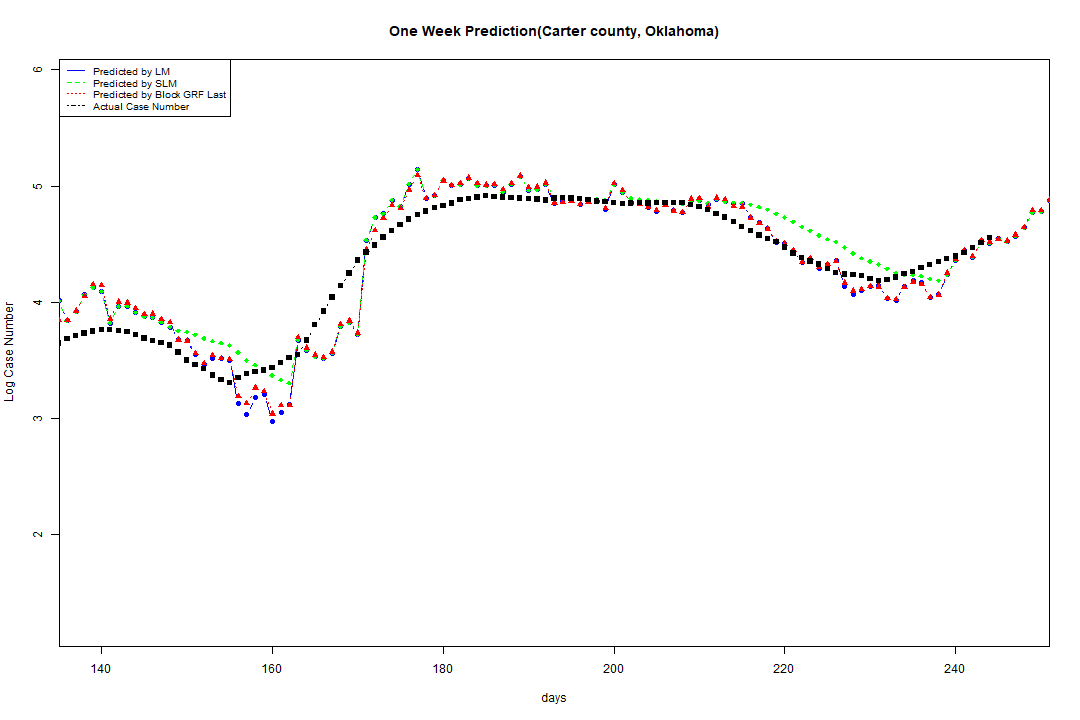 One Week Prediction(Carter county, Oklahoma)
Predicted by LM
Predicted by SLM
Predicted by Block GRF Last
Actual Case Number
6
5
4
3
2
Log Case Number
140 160 180 200 220 240
days